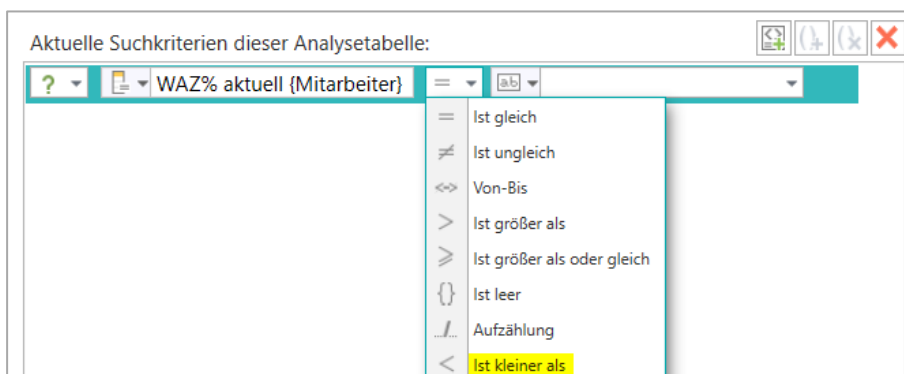 Aktuelle Suchkriterien dieser Analysetabelle:
? WAZ% aktuell {Mitarbeiter} = ab
= Ist gleich
≠ Ist ungleich
<-> Von-Bis
> Ist größer als
⩾ Ist größer als oder gleich
{} Ist leer
.../... Aufzählung
< Ist kleiner als